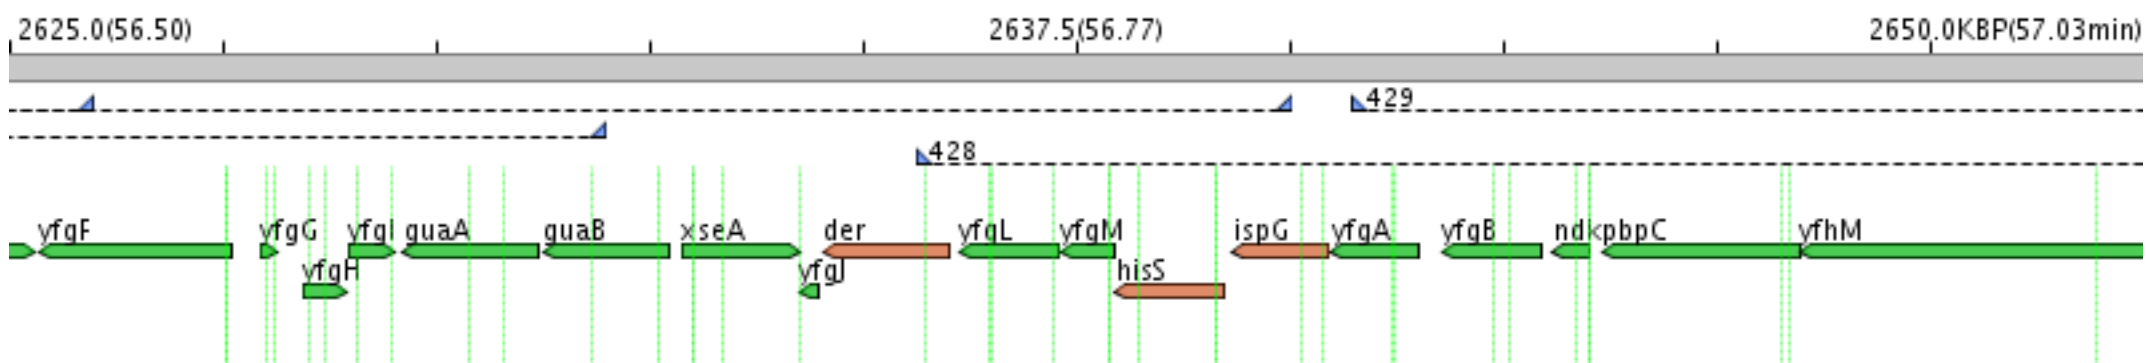 2625.0(56.50) 2637.5(56.77) 2650.0KBP(57.03min)
429
428
yfgF yfgG yfgI guaA guaB xseA der yfgL yfgM ispG yfgA yfgB ndk pbpC yfhM
yfgH yfgJ hisS